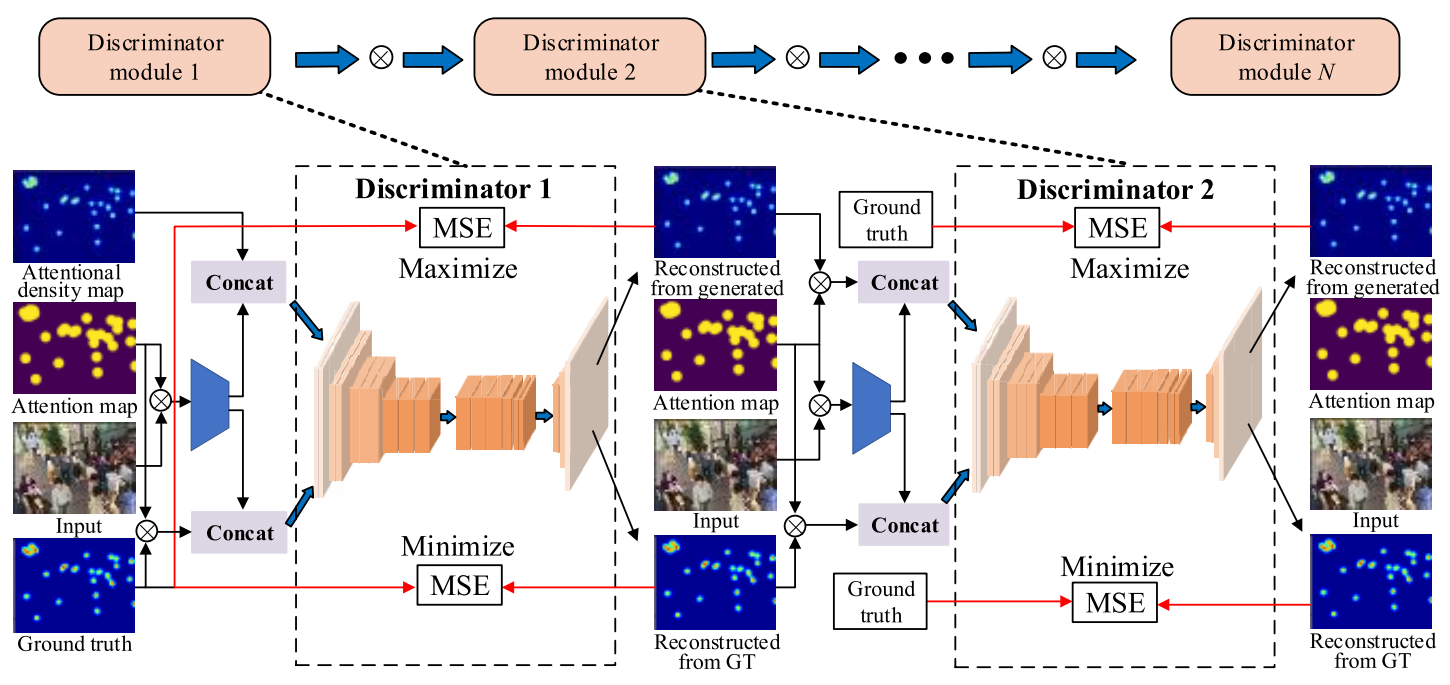 Discriminator
module 1
Discriminator
module 2
Discriminator
module N
Discriminator 1
MSE
Maximize
Attentional
density map
Concat
Attention map
Input
Concat
Ground truth
Minimize
MSE
Reconstructed
from generated
Attention map
Input
Reconstructed
from GT
Ground
truth
Concat
Concat
Ground
truth
Discriminator 2
MSE
Maximize
Minimize
MSE
Reconstructed
from generated
Attention map
Input
Reconstructed
from GT